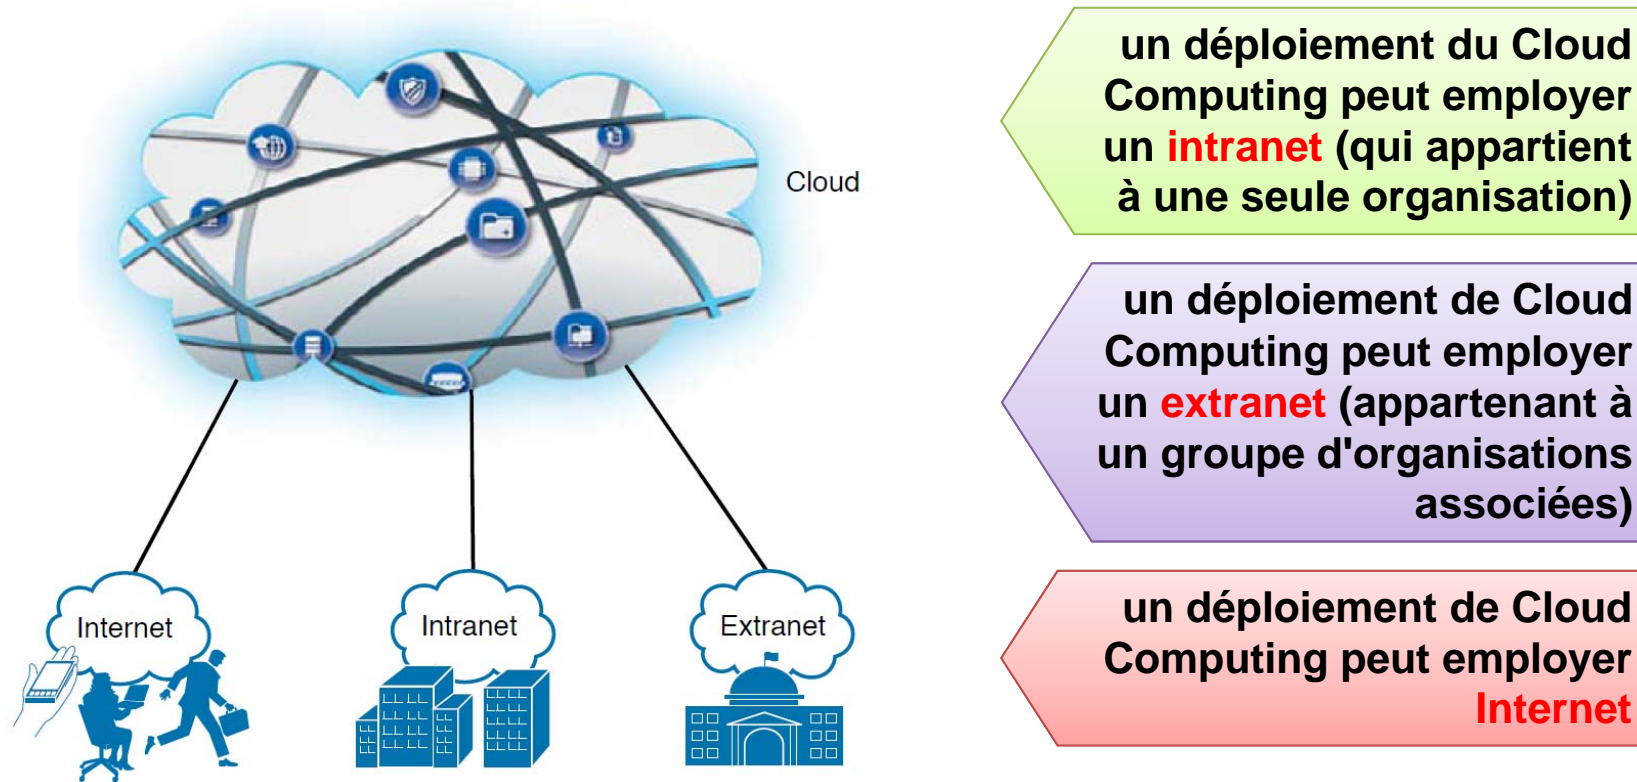 Cloud
Internet
Intranet
Extranet
un déploiement du Cloud
Computing peut employer
un intranet (qui appartient
à une seule organisation)
un déploiement de Cloud
Computing peut employer
un extranet (appartenant à
un groupe d'organisations
associées)
un déploiement de Cloud
Computing peut employer
Internet